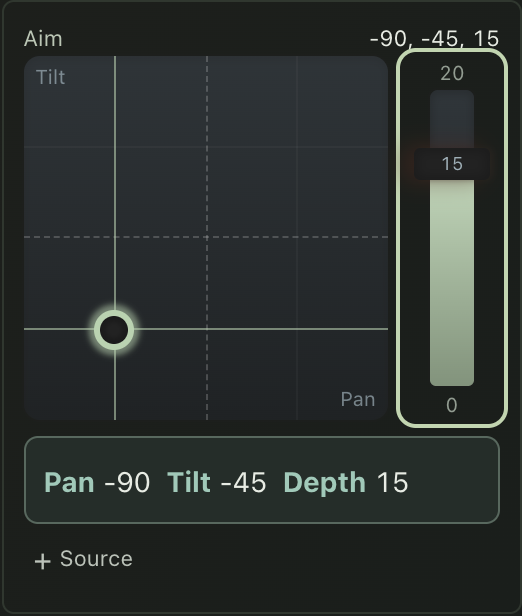 Aim -90, -45, 15
Tilt
20
15
Pan
0
Pan -90 Tilt -45 Depth 15
+ Source